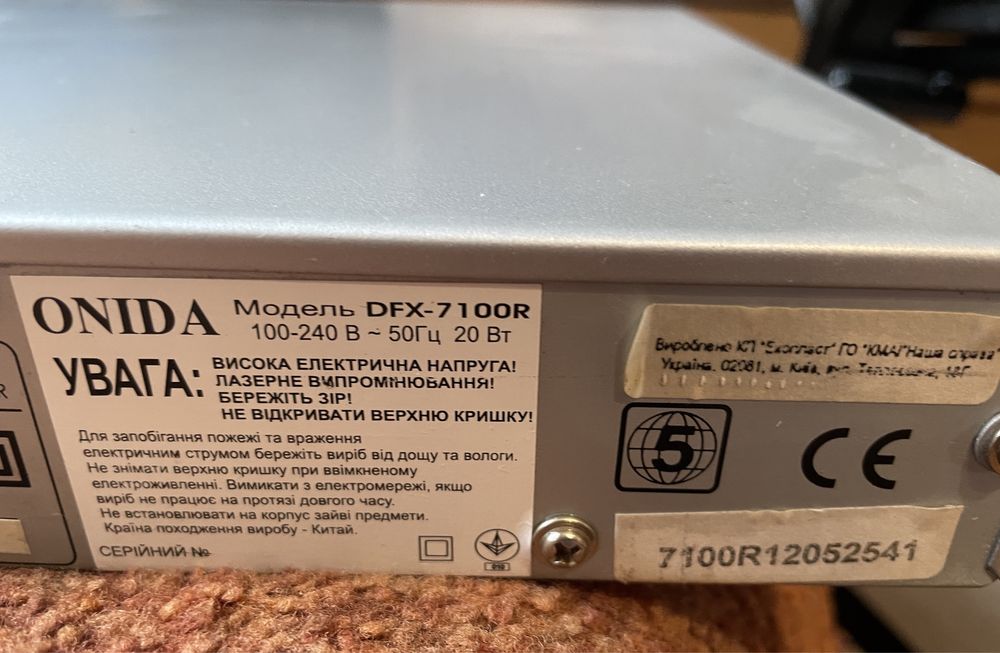 ONIDA Модель DFX-7100R
100-240 В ~ 50Гц 20 Вт
УВАГА: ВИСОКА ЕЛЕКТРИЧНА НАПРУГА!
ЛАЗЕРНЕ ВИПРОМІНЮВАННЯ!
БЕРЕЖІТЬ ЗІР!
НЕ ВІДКРИВАТИ ВЕРХНЮ КРИШКУ!
Для запобігання пожежі та враження
електричним струмом бережіть виріб від дощу та вологи.
Не знімати верхню кришку при ввімкненому
електроживленні. Вимикати з електромережі, якщо
виріб не працює на протязі довгого часу.
Не встановлювати на корпус зайві предмети.
Країна походження виробу - Китай.
СЕРІЙНИЙ №
010
R
Вироблено КП "Екопласт" ГО "КМАІ"Наша справа"
Україна, 02081, м. Київ, вул.
5
CE
7100R12052541